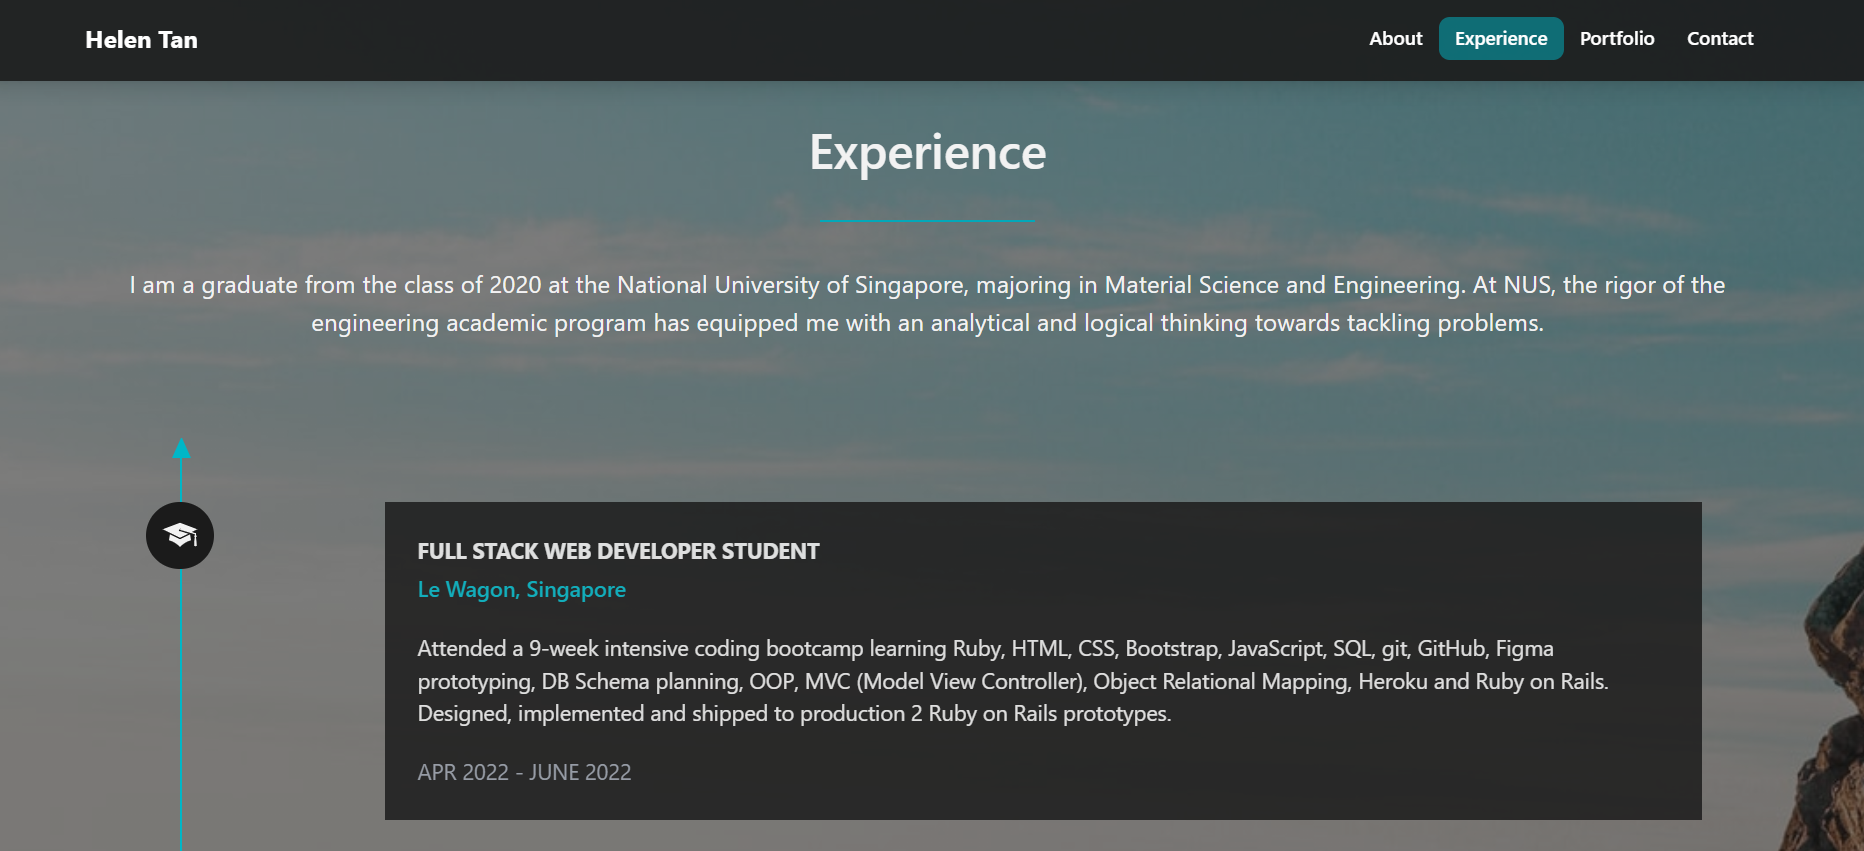 Helen Tan
About
Experience
Portfolio
Contact
Experience
I am a graduate from the class of 2020 at the National University of Singapore, majoring in Material Science and Engineering. At NUS, the rigor of the
engineering academic program has equipped me with an analytical and logical thinking towards tackling problems.
FULL STACK WEB DEVELOPER STUDENT
Le Wagon, Singapore
Attended a 9-week intensive coding bootcamp learning Ruby, HTML, CSS, Bootstrap, JavaScript, SQL, git, GitHub, Figma
prototyping, DB Schema planning, OOP, MVC (Model View Controller), Object Relational Mapping, Heroku and Ruby on Rails.
Designed, implemented and shipped to production 2 Ruby on Rails prototypes.
APR 2022 - JUNE 2022